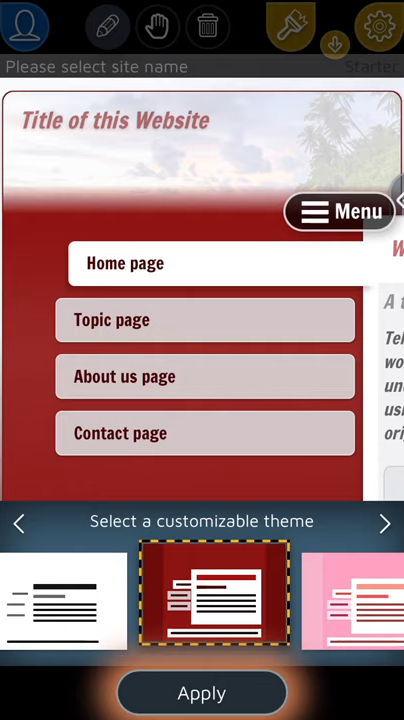 Please select site name
Starter
Title of this Website
Menu
Home page
Topic page
About us page
Contact page
A t
Select a customizable theme
Apply